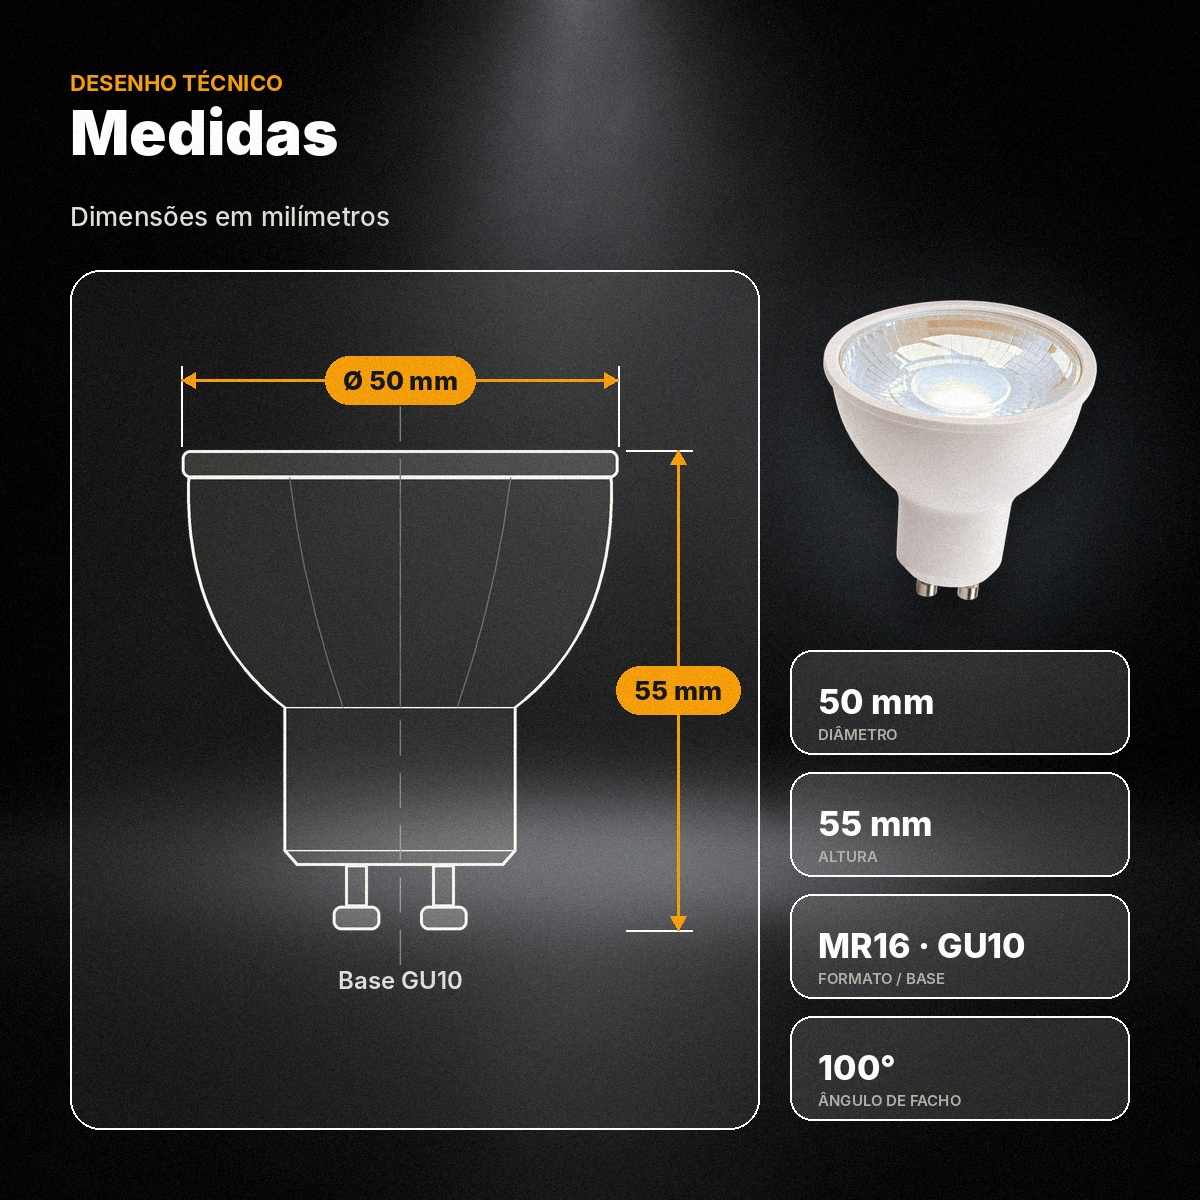 DESENHO TÉCNICO
Medidas
Dimensões em milímetros
Ø 50 mm
55 mm
Base GU10
50 mm
DIÂMETRO
55 mm
ALTURA
MR16 · GU10
FORMATO / BASE
100°
ÂNGULO DE FACHO